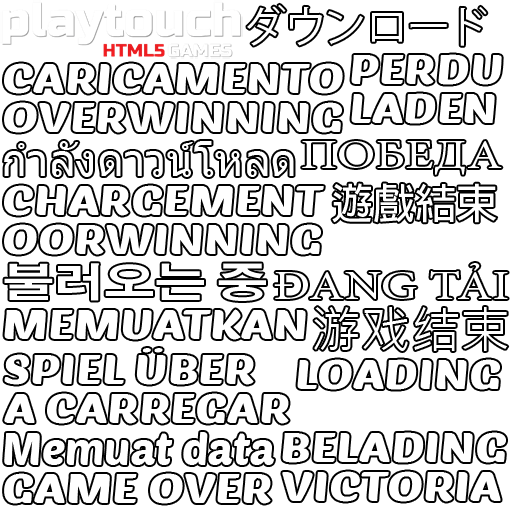 playtouch
HTML5 GAMES
ダウンロード
CARICAMENTO
PERDU
OVERWINNING
LADEN
กำลังดาวน์โหลด
ПОБЕДА
CHARGEMENT
遊戲結束
OORWINNING
불러오는 중
ĐANG TẢI
MEMUATKAN
游戏结束
SPIEL ÜBER
LOADING
A CARREGAR
Memuat data
BELADING
GAME OVER
VICTORIA